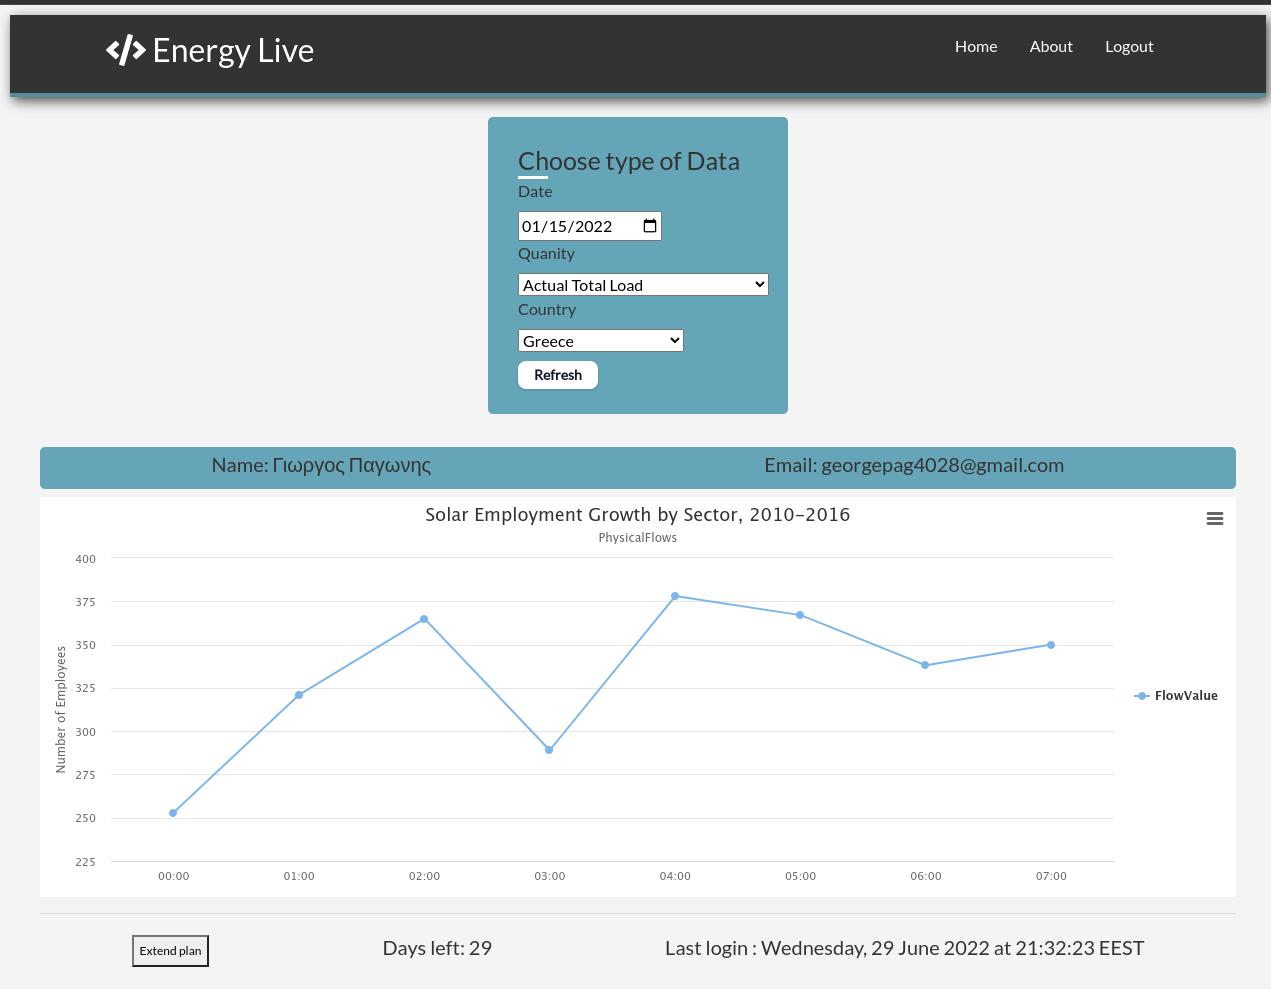 </> Energy Live
Home About Logout
Choose type of Data
Date
01/15/2022
Quanity
Actual Total Load
Country
Greece
Refresh
Name: Γιωργος Παγωνης Email: georgepag4028@gmail.com
Solar Employment Growth by Sector, 2010-2016
PhysicalFlows
Number of Employees
400
375
350
325
300
275
250
225
00:00 01:00 02:00 03:00 04:00 05:00 06:00 07:00
FlowValue
Extend plan Days left: 29 Last login : Wednesday, 29 June 2022 at 21:32:23 EEST